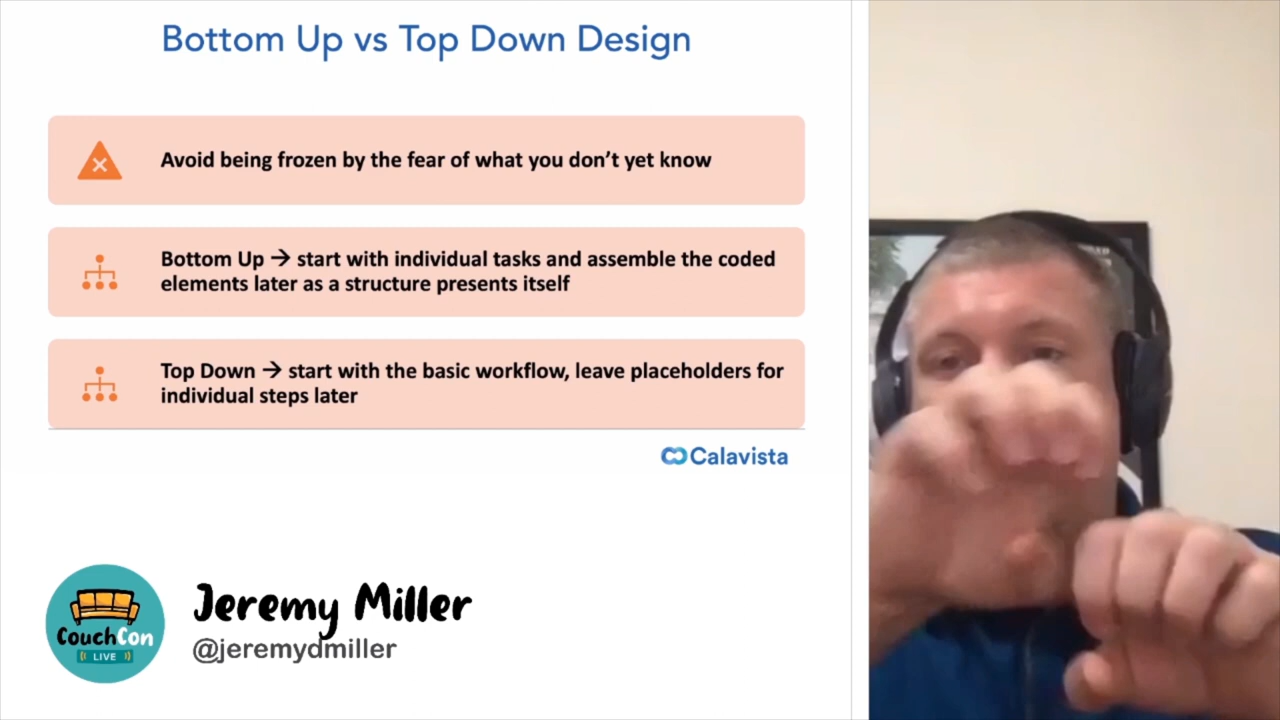 Bottom Up vs Top Down Design
Avoid being frozen by the fear of what you don’t yet know
Bottom Up → start with individual tasks and assemble the coded
elements later as a structure presents itself
Top Down → start with the basic workflow, leave placeholders for
individual steps later
Calavista
CouchCon
LIVE
Jeremy Miller
@jeremydmiller